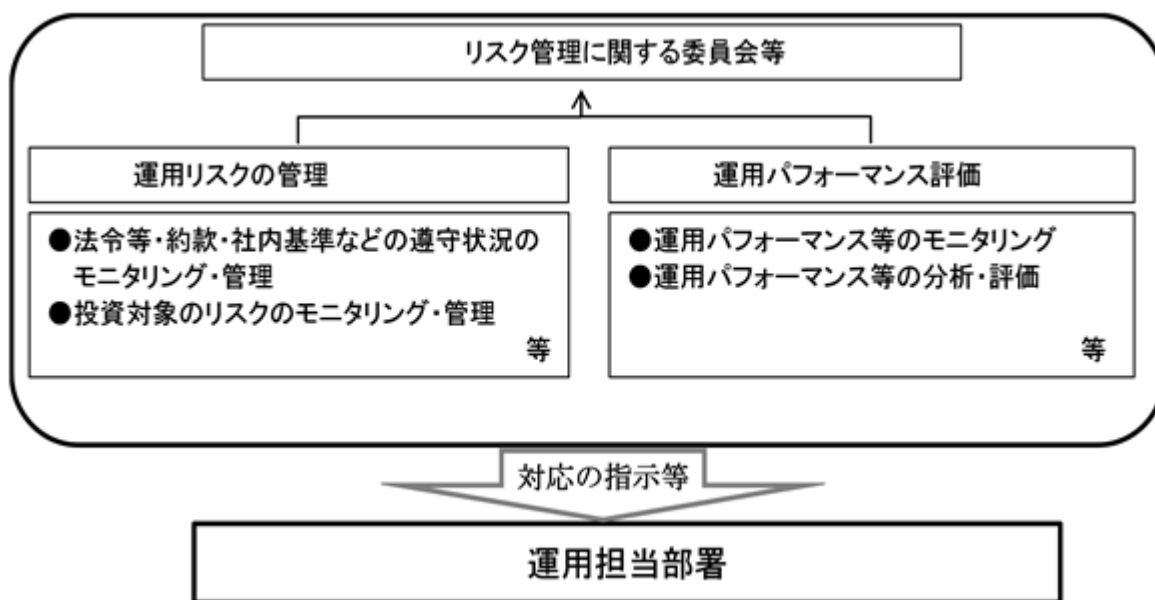 リスク管理に関する委員会等
運用リスクの管理
運用パフォーマンス評価
●法令等・約款・社内基準などの遵守状況の
モニタリング・管理
●投資対象のリスクのモニタリング・管理
等
●運用パフォーマンス等のモニタリング
●運用パフォーマンス等の分析・評価
等
対応の指示等
運用担当部署